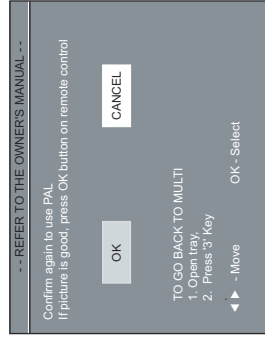 - - REFER TO THE OWNER'S MANUAL - -
Confirm again to use PAL
If picture is good, press OK button on remote control
OK CANCEL
TO GO BACK TO MULTI
1. Open tray,
2. Press '3' Key
◄ ► - Move OK - Select